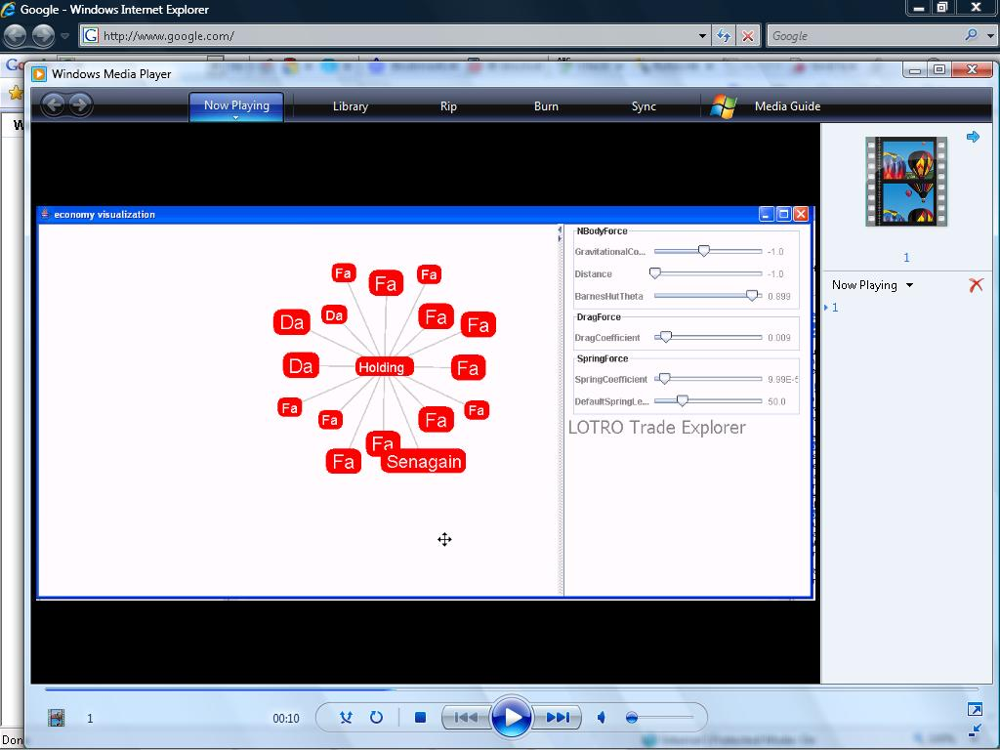 Google - Windows Internet Explorer
http://www.google.com/
Google
Windows Media Player
Now Playing
Library
Rip
Burn
Sync
Media Guide
economy visualization
Fa
Fa
Fa
Da
Da
Fa
Fa
Da
Holding
Fa
Fa
Fa
Fa
Fa
Fa
Fa
Senagain
NBodyForce
GravitationalCo... -1.0
Distance -1.0
BarnesHutTheta 0.899
DragForce
DragCoefficient 0.009
SpringForce
SpringCoefficient 9.99E-5
DefaultSpringLe... 50.0
LOTRO Trade Explorer
1
Now Playing
1
1
00:10